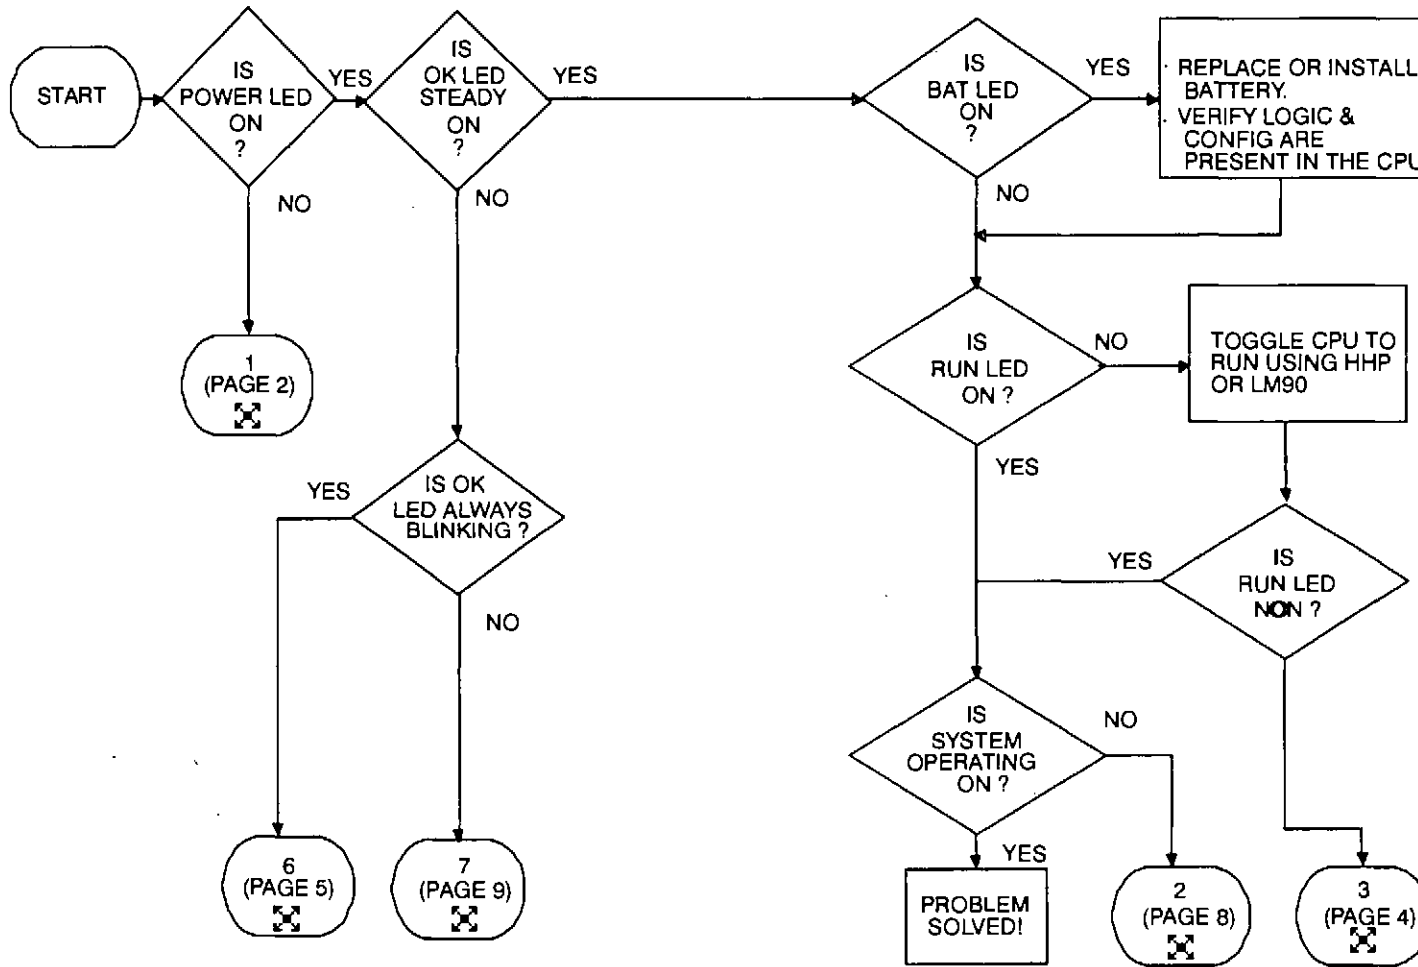 START
IS
POWER LED
ON
?
YES
NO
1
(PAGE 2)
IS
OK LED
STEADY
ON
?
YES
NO
IS OK
LED ALWAYS
BLINKING ?
YES
NO
6
(PAGE 5)
7
(PAGE 9)
IS
BAT LED
ON
?
YES
NO
REPLACE OR INSTALL
BATTERY.
VERIFY LOGIC &
CONFIG ARE
PRESENT IN THE CPU
IS
RUN LED
ON ?
NO
YES
TOGGLE CPU TO
RUN USING HHP
OR LM90
IS
RUN LED
?
YES
IS
SYSTEM
OPERATING
ON ?
NO
YES
PROBLEM
SOLVED!
2
(PAGE 8)
3
(PAGE 4)